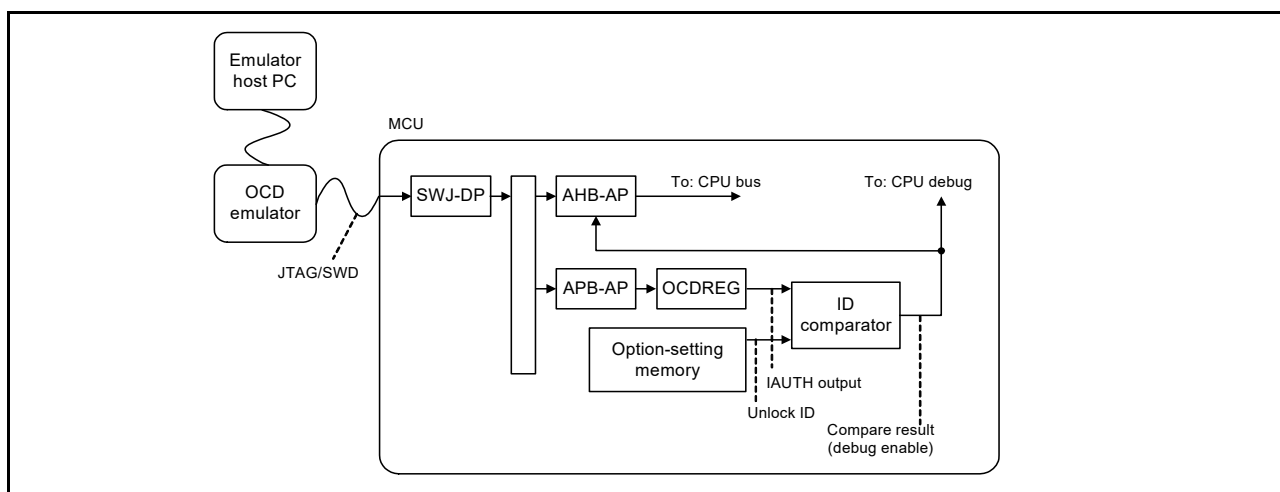 Emulator
host PC
MCU
OCD
emulator
JTAG/SWD
SWJ-DP
AHB-AP
To: CPU bus
To: CPU debug
APB-AP
OCDREG
ID
comparator
Option-setting
memory
IAUTH output
Unlock ID
Compare result
(debug enable)